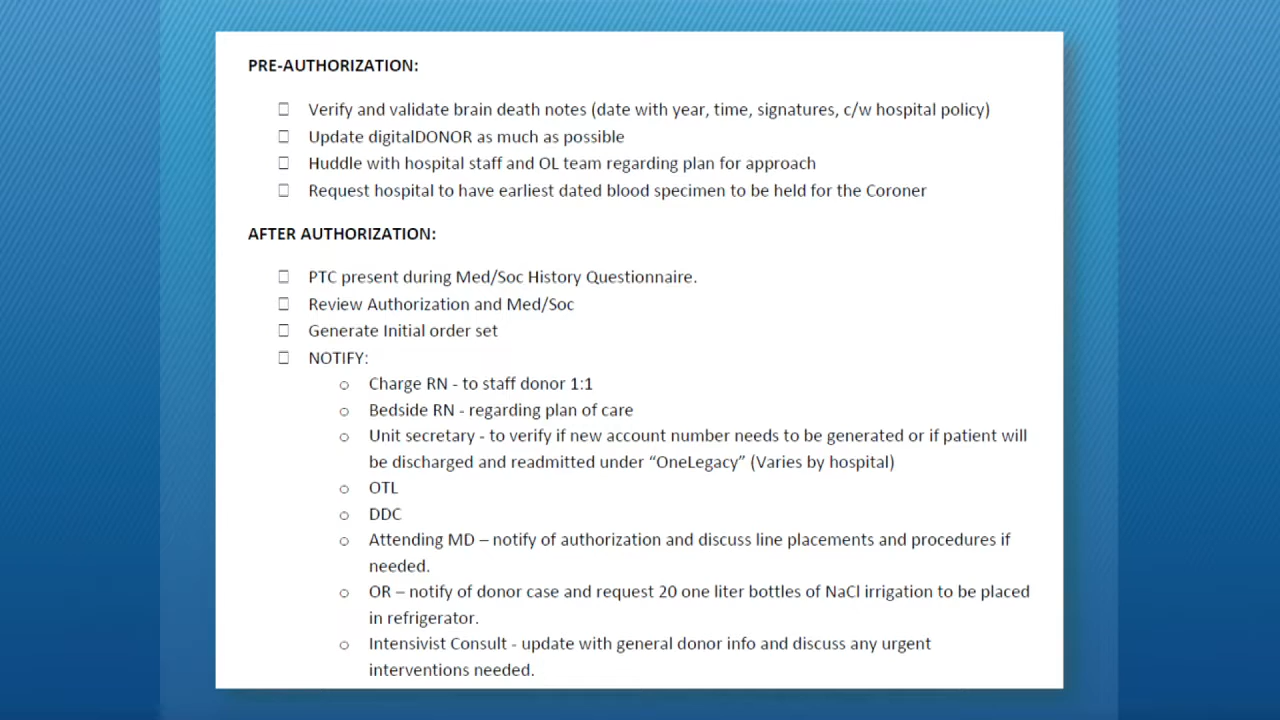 PRE-AUTHORIZATION:
Verify and validate brain death notes (date with year, time, signatures, c/w hospital policy)
Update digitalDONOR as much as possible
Huddle with hospital staff and OL team regarding plan for approach
Request hospital to have earliest dated blood specimen to be held for the Coroner
AFTER AUTHORIZATION:
PTC present during Med/Soc History Questionnaire.
Review Authorization and Med/Soc
Generate Initial order set
NOTIFY:
Charge RN - to staff donor 1:1
Bedside RN - regarding plan of care
Unit secretary - to verify if new account number needs to be generated or if patient will
be discharged and readmitted under “OneLegacy” (Varies by hospital)
OTL
DDC
Attending MD – notify of authorization and discuss line placements and procedures if
needed.
OR – notify of donor case and request 20 one liter bottles of NaCl irrigation to be placed
in refrigerator.
Intensivist Consult - update with general donor info and discuss any urgent
interventions needed.